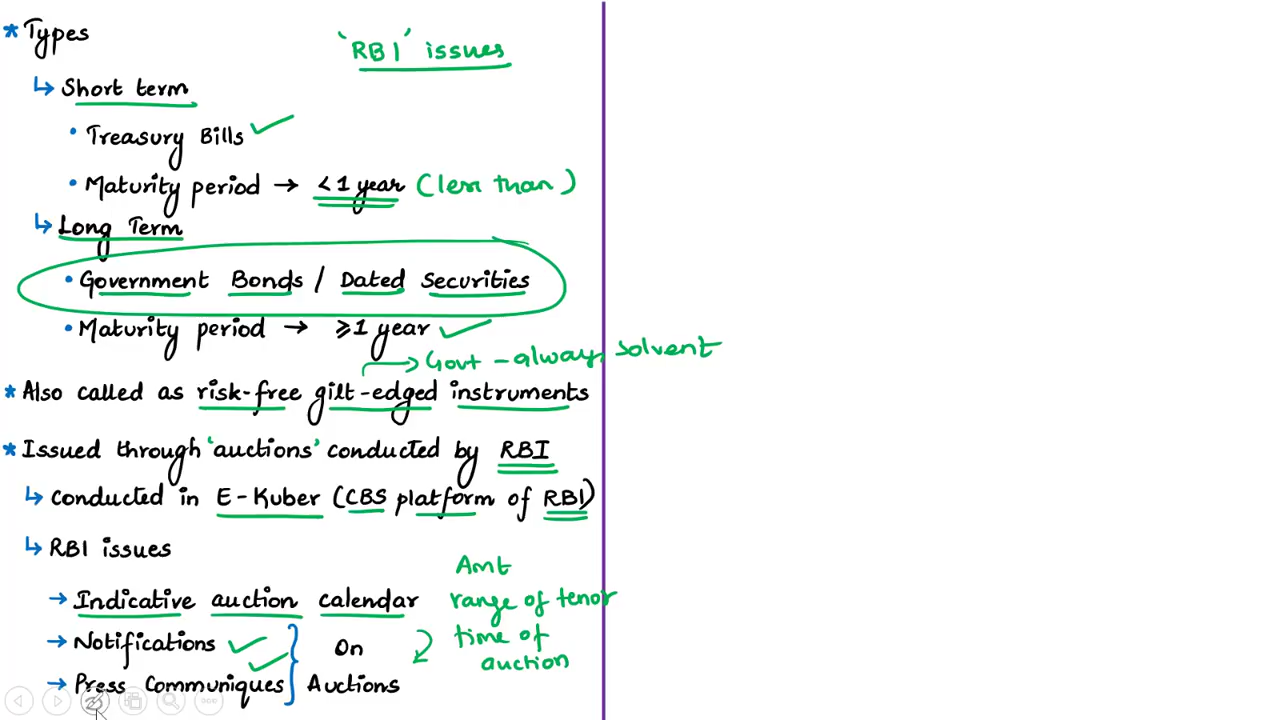 * Types
'RBI' issues
↳ Short term
• Treasury Bills ✓
• Maturity period → < 1 year (less than)
↳ Long Term
• Government Bonds / Dated Securities
• Maturity period → ⩾1 year ✓
→ Govt - always solvent
* Also called as risk-free gilt-edged instruments
* Issued through 'auctions' conducted by RBI
↳ conducted in E-Kuber (CBS platform of RBI)
↳ RBI issues
→ Indicative auction calendar
→ Notifications ✓
→ Press Communiques ✓
} On
Auctions
Amt
range of tenor
time of
auction